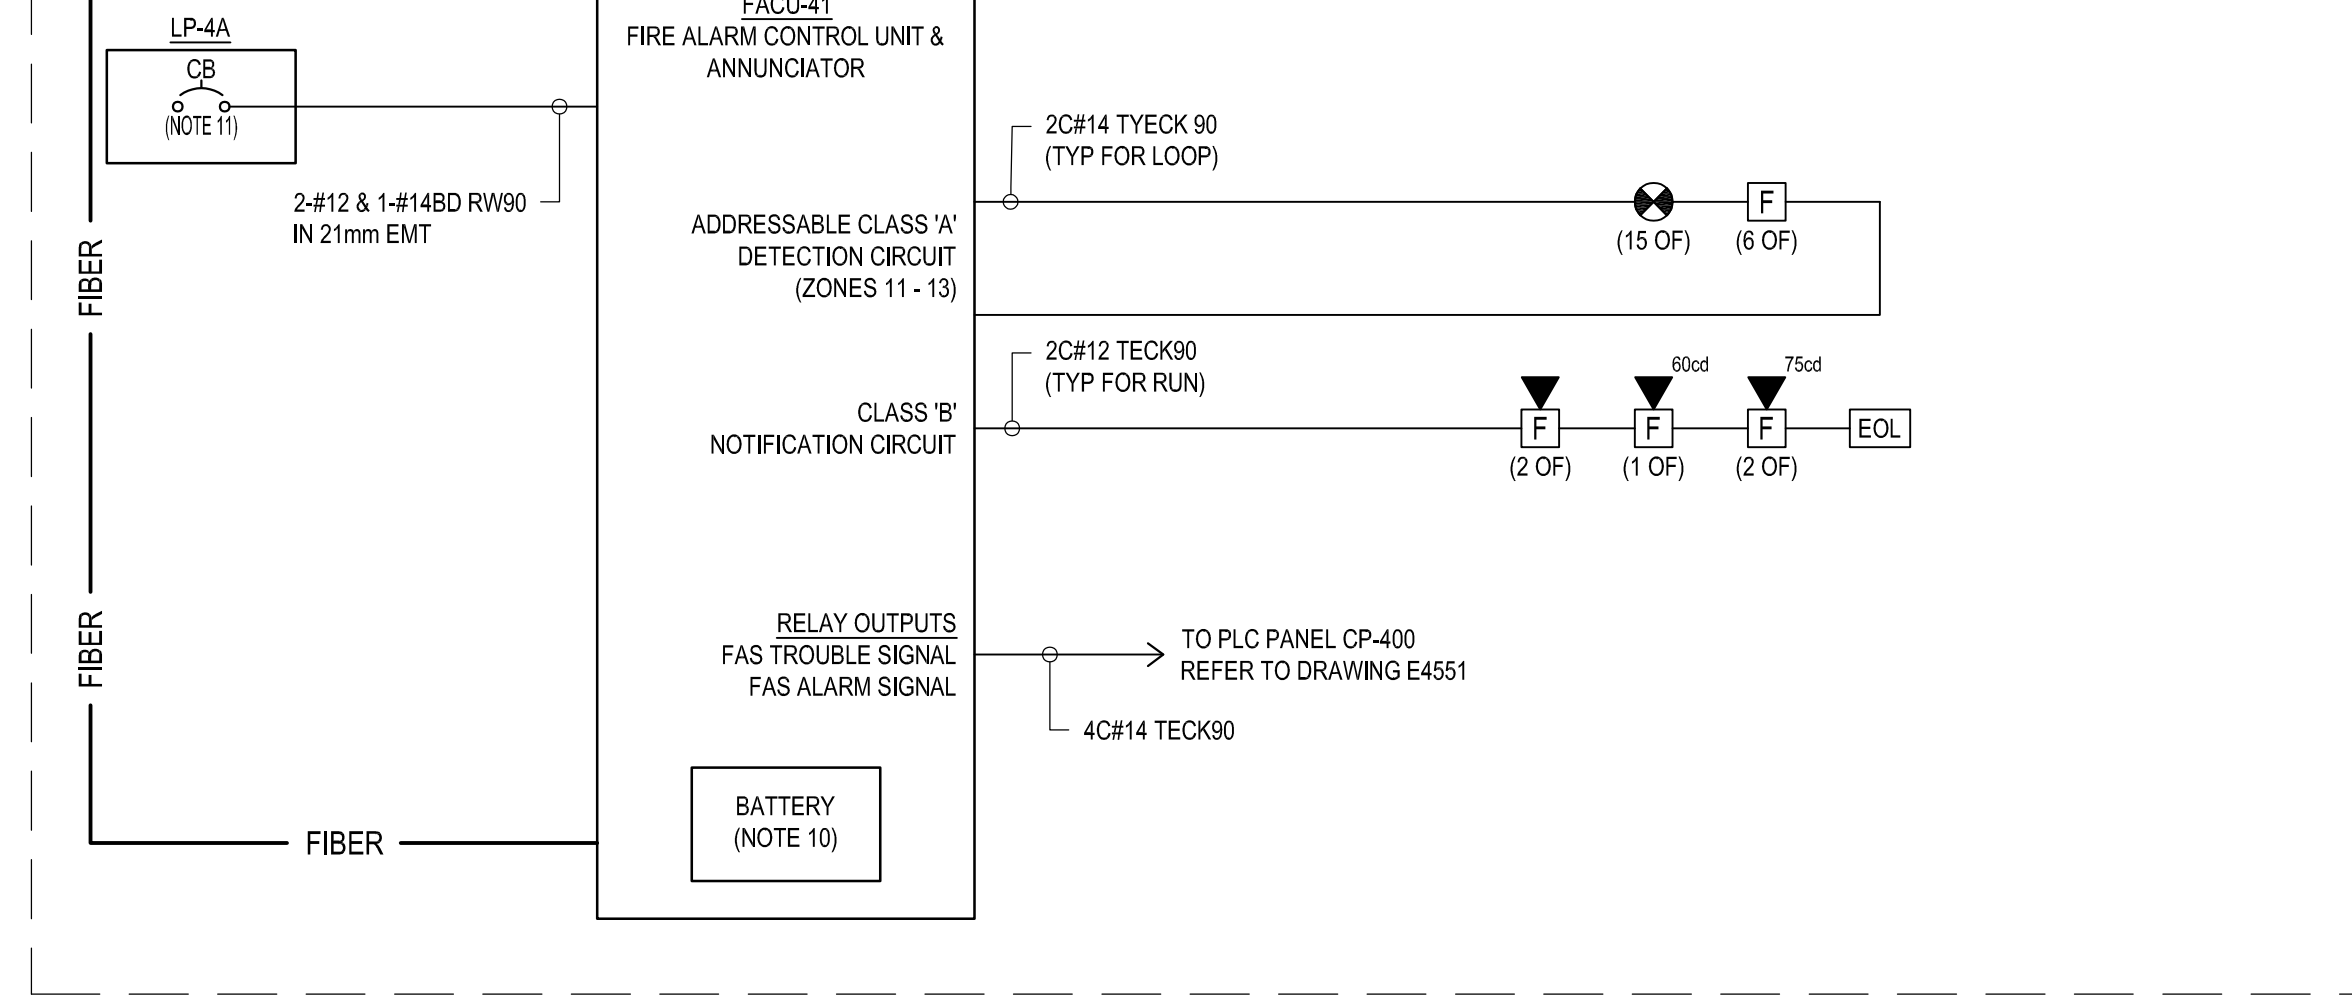 FACU-41
FIRE ALARM CONTROL UNIT &
ANNUNCIATOR
LP-4A
CB
(NOTE 11)
2-#12 & 1-#14BD RW90
IN 21mm EMT
FIBER
FIBER
FIBER
2C#14 TYECK 90
(TYP FOR LOOP)
ADDRESSABLE CLASS 'A'
DETECTION CIRCUIT
(ZONES 11 - 13)
F
(15 OF)
(6 OF)
2C#12 TECK90
(TYP FOR RUN)
60cd
75cd
CLASS 'B'
NOTIFICATION CIRCUIT
F
F
F
EOL
(2 OF)
(1 OF)
(2 OF)
RELAY OUTPUTS
FAS TROUBLE SIGNAL
FAS ALARM SIGNAL
TO PLC PANEL CP-400
REFER TO DRAWING E4551
4C#14 TECK90
BATTERY
(NOTE 10)